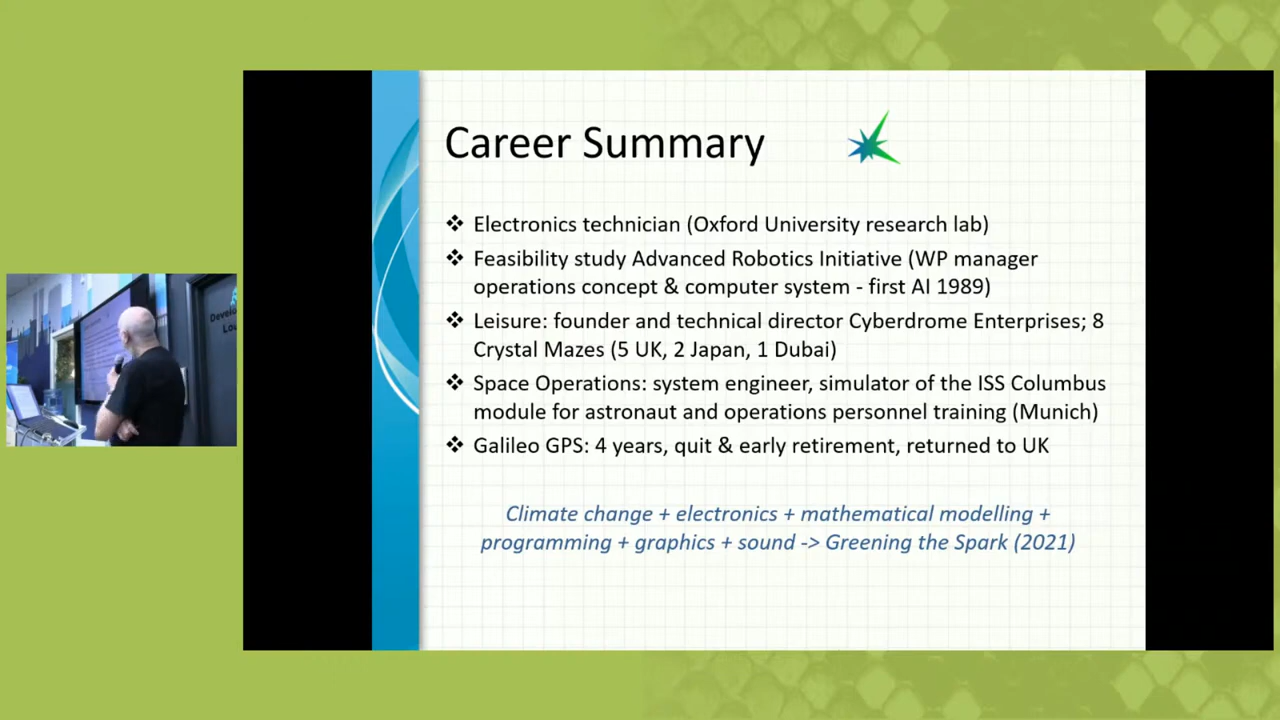 Career Summary
❖ Electronics technician (Oxford University research lab)
❖ Feasibility study Advanced Robotics Initiative (WP manager
operations concept & computer system - first AI 1989)
❖ Leisure: founder and technical director Cyberdrome Enterprises; 8
Crystal Mazes (5 UK, 2 Japan, 1 Dubai)
❖ Space Operations: system engineer, simulator of the ISS Columbus
module for astronaut and operations personnel training (Munich)
❖ Galileo GPS: 4 years, quit & early retirement, returned to UK
Climate change + electronics + mathematical modelling +
programming + graphics + sound -> Greening the Spark (2021)